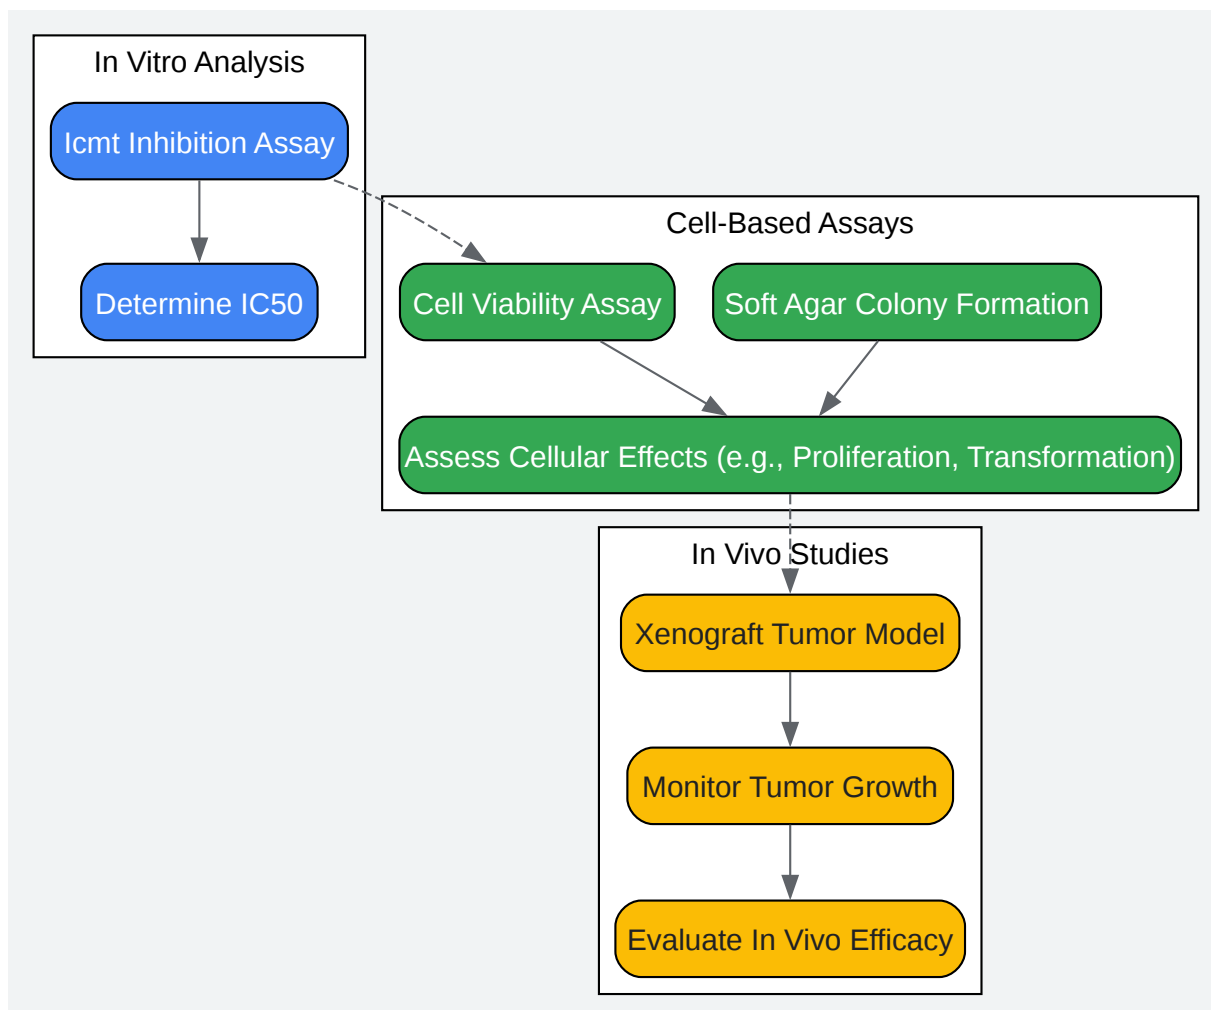 In Vitro Analysis
Icmt Inhibition Assay
Determine IC50
Cell-Based Assays
Cell Viability Assay
Soft Agar Colony Formation
Assess Cellular Effects (e.g., Proliferation, Transformation)
In Vivo Studies
Xenograft Tumor Model
Monitor Tumor Growth
Evaluate In Vivo Efficacy